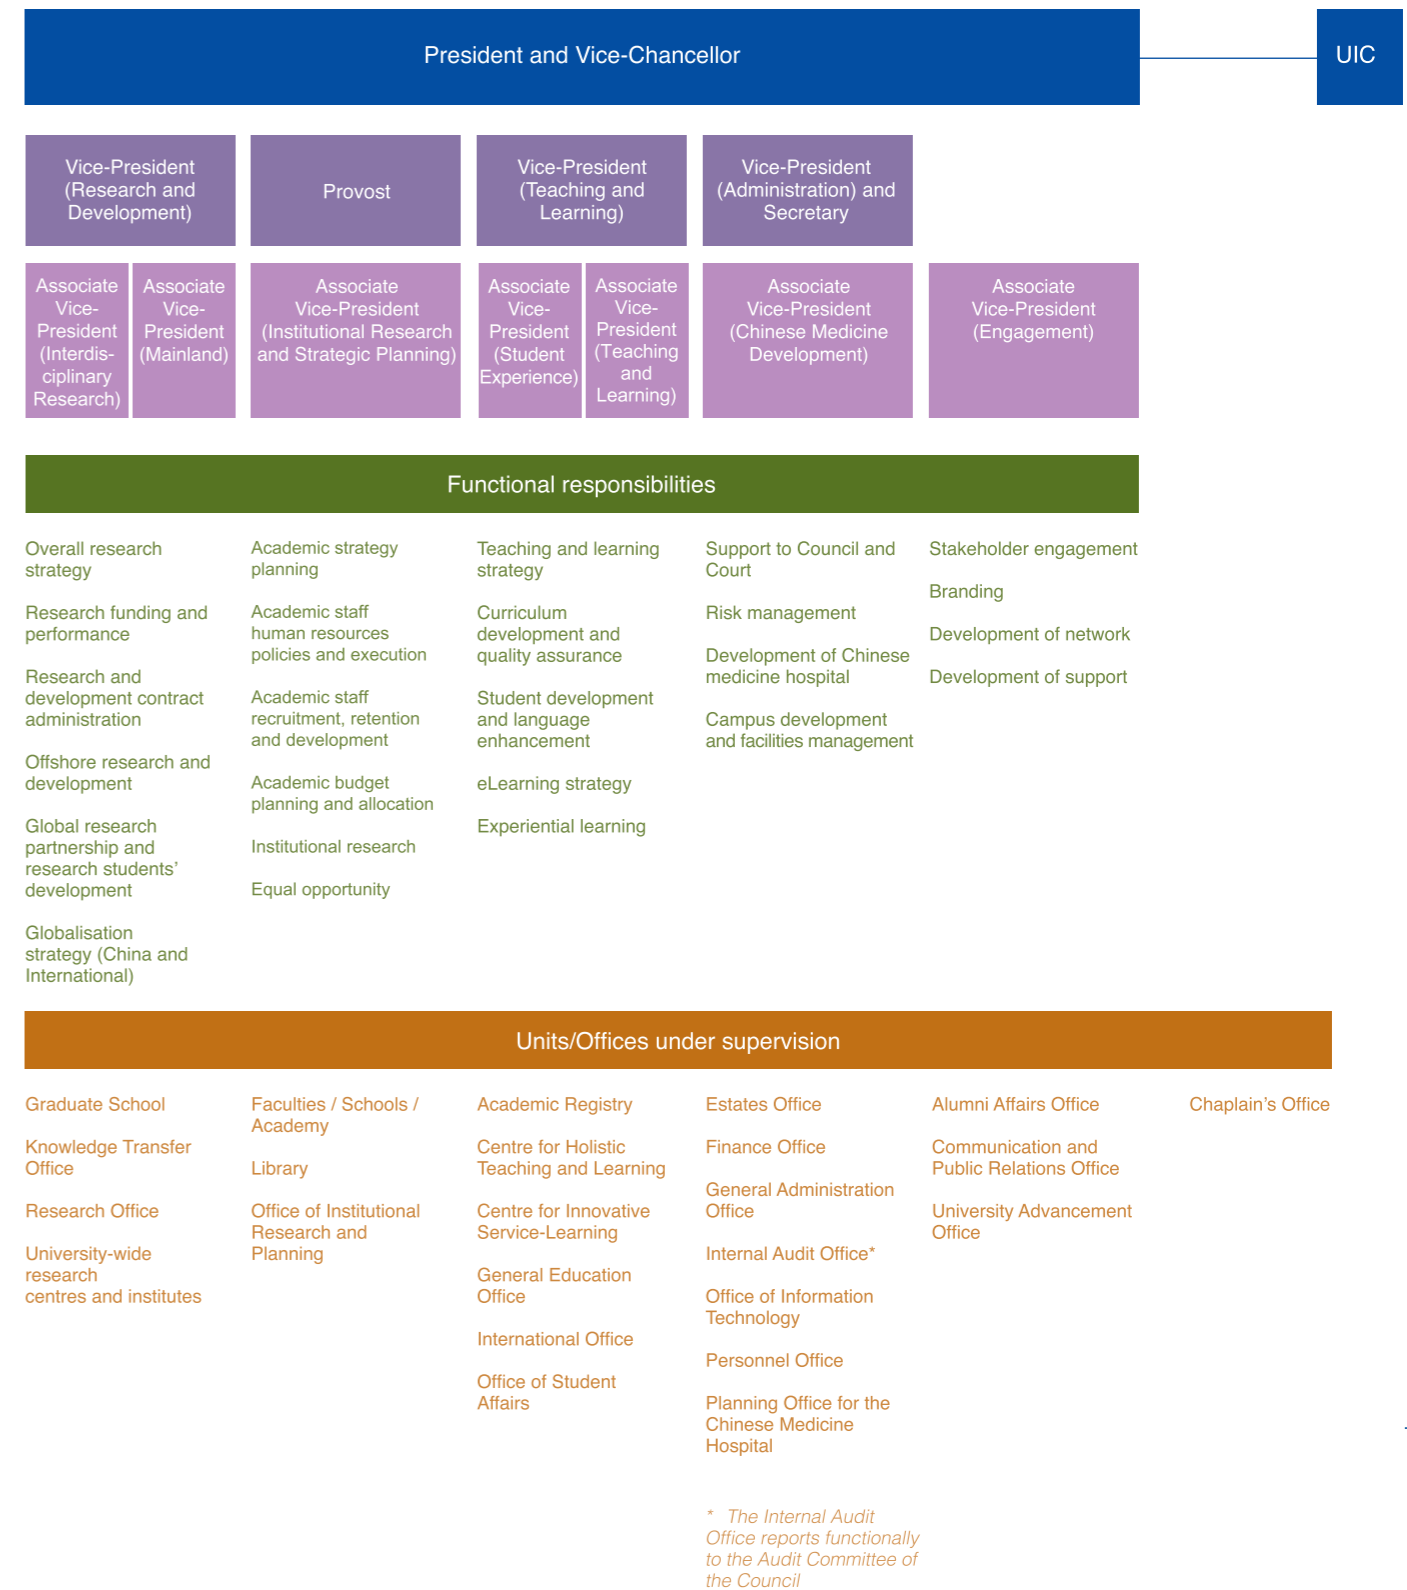 President and Vice-Chancellor
UIC
Vice-President
(Research and
Development)
Provost
Vice-President
(Teaching and
Learning)
Vice-President
(Administration) and
Secretary
Associate
Vice-
President
(Interdis-
ciplinary
Research)
Associate
Vice-
President
(Mainland)
Associate
Vice-President
(Institutional Research
and Strategic Planning)
Associate
Vice-
President
(Student
Experience)
Associate
Vice-
President
(Teaching
and
Learning)
Associate
Vice-President
(Chinese Medicine
Development)
Associate
Vice-President
(Engagement)
Functional responsibilities
Overall research
strategy
Research funding and
performance
Research and
development contract
administration
Offshore research and
development
Global research
partnership and
research students’
development
Globalisation
strategy (China and
International)
Academic strategy
planning
Academic staff
human resources
policies and execution
Academic staff
recruitment, retention
and development
Academic budget
planning and allocation
Institutional research
Equal opportunity
Teaching and learning
strategy
Curriculum
development and
quality assurance
Student development
and language
enhancement
eLearning strategy
Experiential learning
Support to Council and
Court
Risk management
Development of Chinese
medicine hospital
Campus development
and facilities management
Stakeholder engagement
Branding
Development of network
Development of support
Units/Offices under supervision
Graduate School
Knowledge Transfer
Office
Research Office
University-wide
research
centres and institutes
Faculties / Schools /
Academy
Library
Office of Institutional
Research and
Planning
Academic Registry
Centre for Holistic
Teaching and Learning
Centre for Innovative
Service-Learning
General Education
Office
International Office
Office of Student
Affairs
Estates Office
Finance Office
General Administration
Office
Internal Audit Office*
Office of Information
Technology
Personnel Office
Planning Office for the
Chinese Medicine
Hospital
Alumni Affairs Office
Communication and
Public Relations Office
University Advancement
Office
Chaplain’s Office
* The Internal Audit
Office reports functionally
to the Audit Committee of
the Council